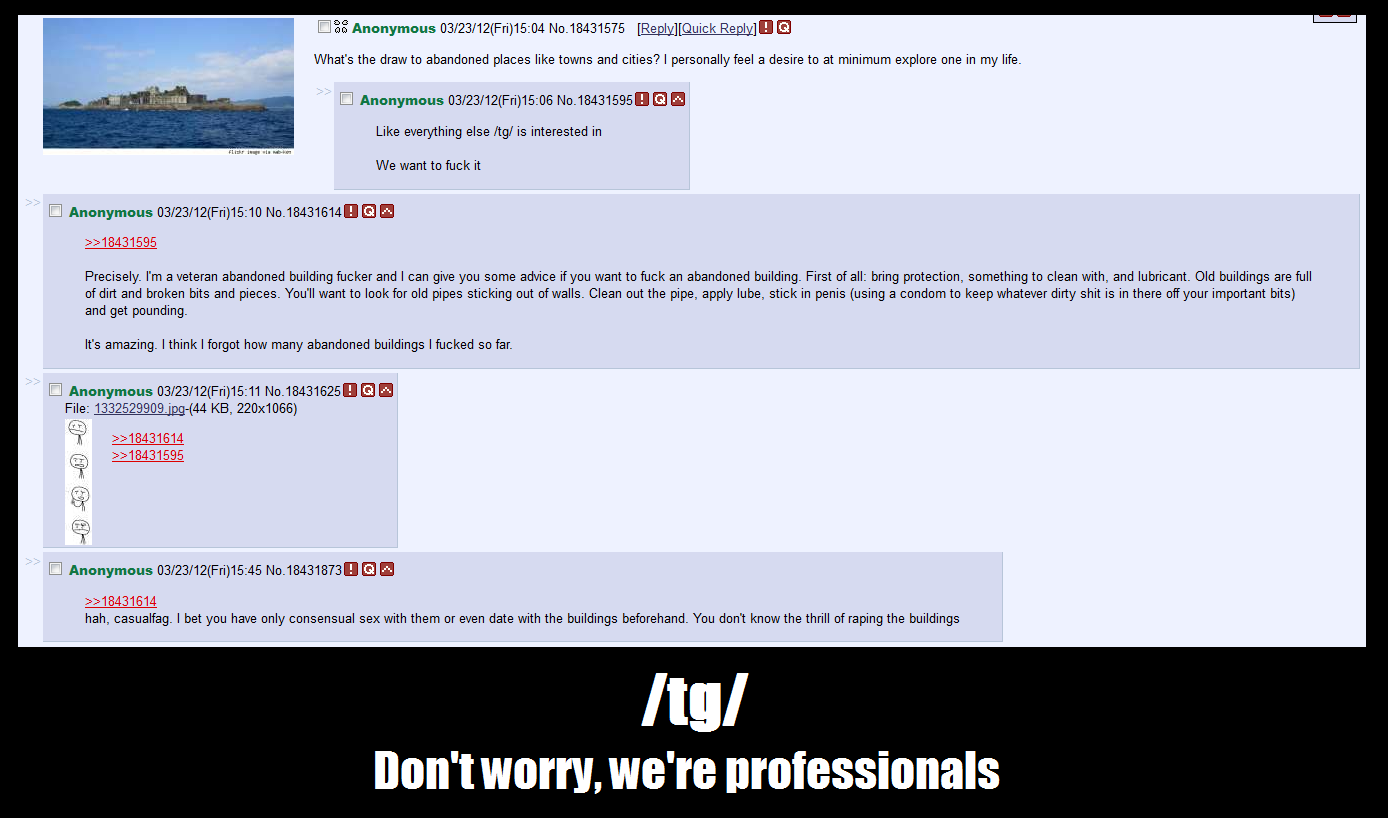 Anonymous 03/23/12(Fri)15:04 No.18431575 [Reply][Quick Reply]
What's the draw to abandoned places like towns and cities? I personally feel a desire to at minimum explore one in my life.
flickr image via mab-ken
>> Anonymous 03/23/12(Fri)15:06 No.18431595
Like everything else /tg/ is interested in
We want to fuck it
>> Anonymous 03/23/12(Fri)15:10 No.18431614
>>18431595
Precisely. I'm a veteran abandoned building fucker and I can give you some advice if you want to fuck an abandoned building. First of all: bring protection, something to clean with, and lubricant. Old buildings are full
of dirt and broken bits and pieces. You'll want to look for old pipes sticking out of walls. Clean out the pipe, apply lube, stick in penis (using a condom to keep whatever dirty shit is in there off your important bits)
and get pounding.
It's amazing. I think I forgot how many abandoned buildings I fucked so far.
>> Anonymous 03/23/12(Fri)15:11 No.18431625
File: 1332529909.jpg-(44 KB, 220x1066)
>>18431614
>>18431595
>> Anonymous 03/23/12(Fri)15:45 No.18431873
>>18431614
hah, casualfag. I bet you have only consensual sex with them or even date with the buildings beforehand. You don't know the thrill of raping the buildings
/tg/
Don't worry, we're professionals